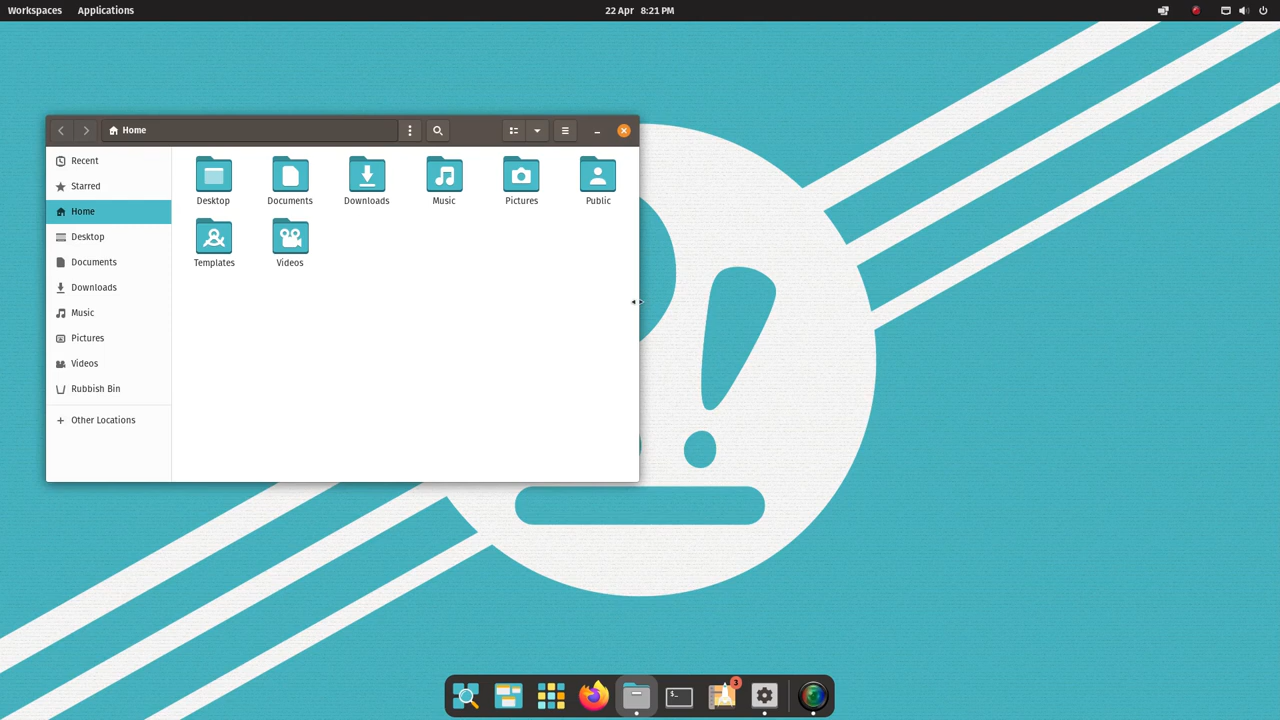 Workspaces Applications 22 Apr 8:21 PM
Home
Recent
Starred
Home
Desktop
Documents
Downloads
Music
Pictures
Videos
Rubbish Bin
Other Locations
Desktop Documents Downloads Music Pictures Public
Templates Videos
$_
3